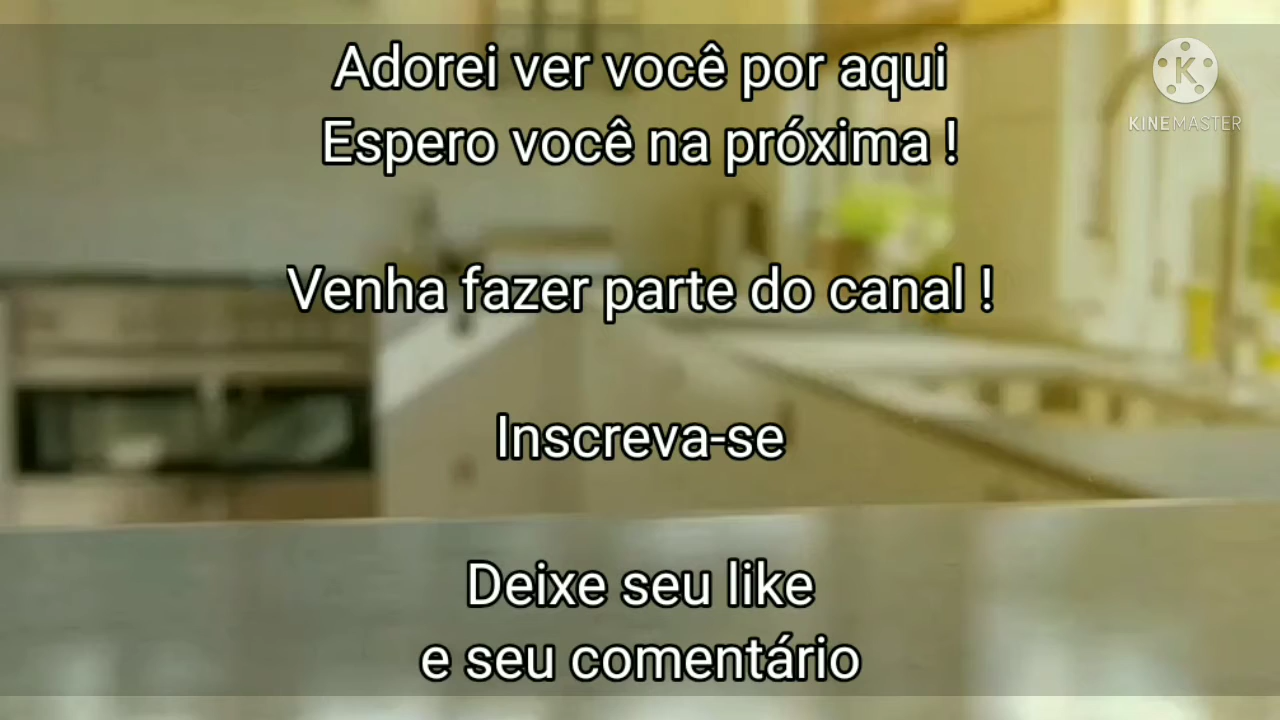 Adorei ver você por aqui
Espero você na próxima !
Venha fazer parte do canal !
Inscreva-se
Deixe seu like
e seu comentário
K
KINEMASTER